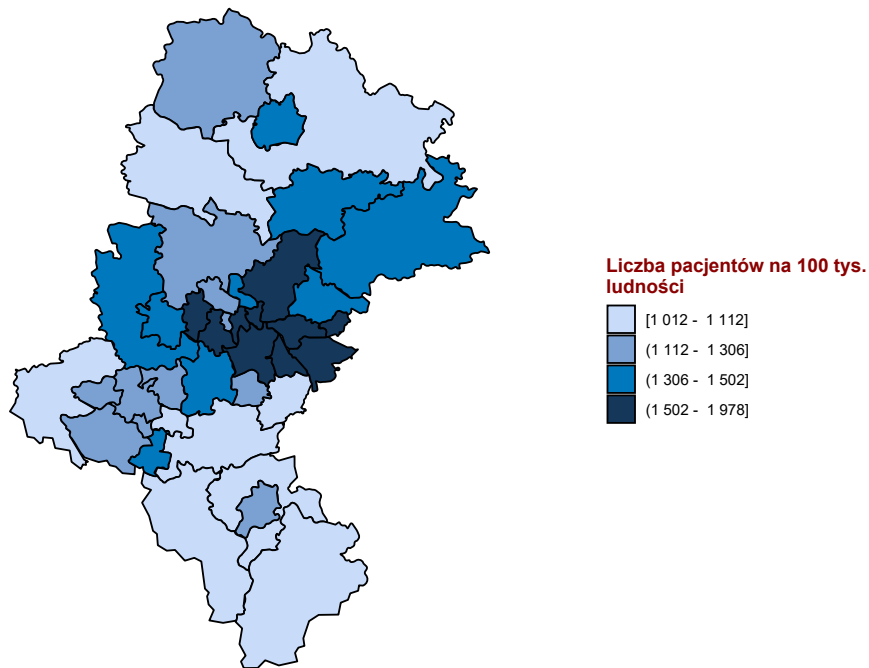 Liczba pacjentów na 100 tys.
ludności
[1 012 - 1 112]
(1 112 - 1 306]
(1 306 - 1 502]
(1 502 - 1 978]